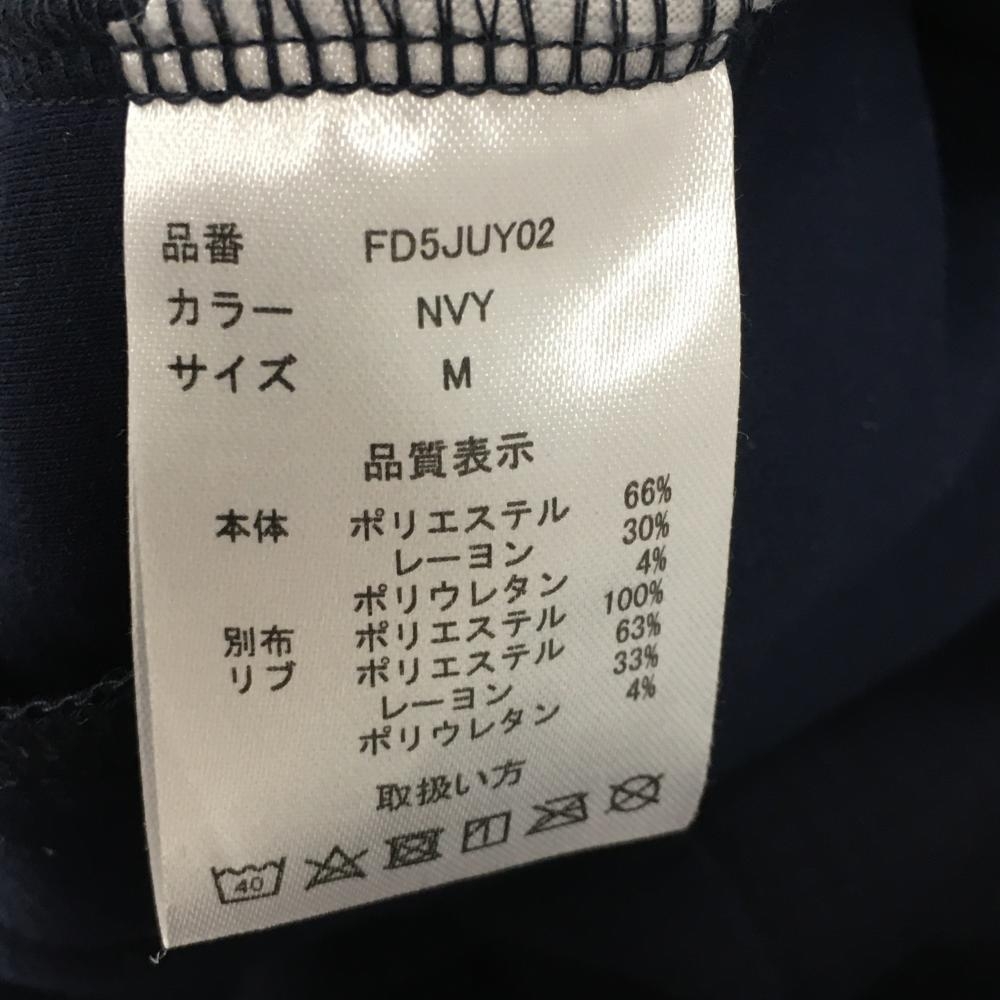 品番 FD5JUY02
カラー NVY
サイズ M
品質表示
本体 ポリエステル 66%
レーヨン 30%
ポリウレタン 4%
別布 ポリエステル 100%
リブ ポリエステル 63%
レーヨン 33%
ポリウレタン 4%
取扱い方
40